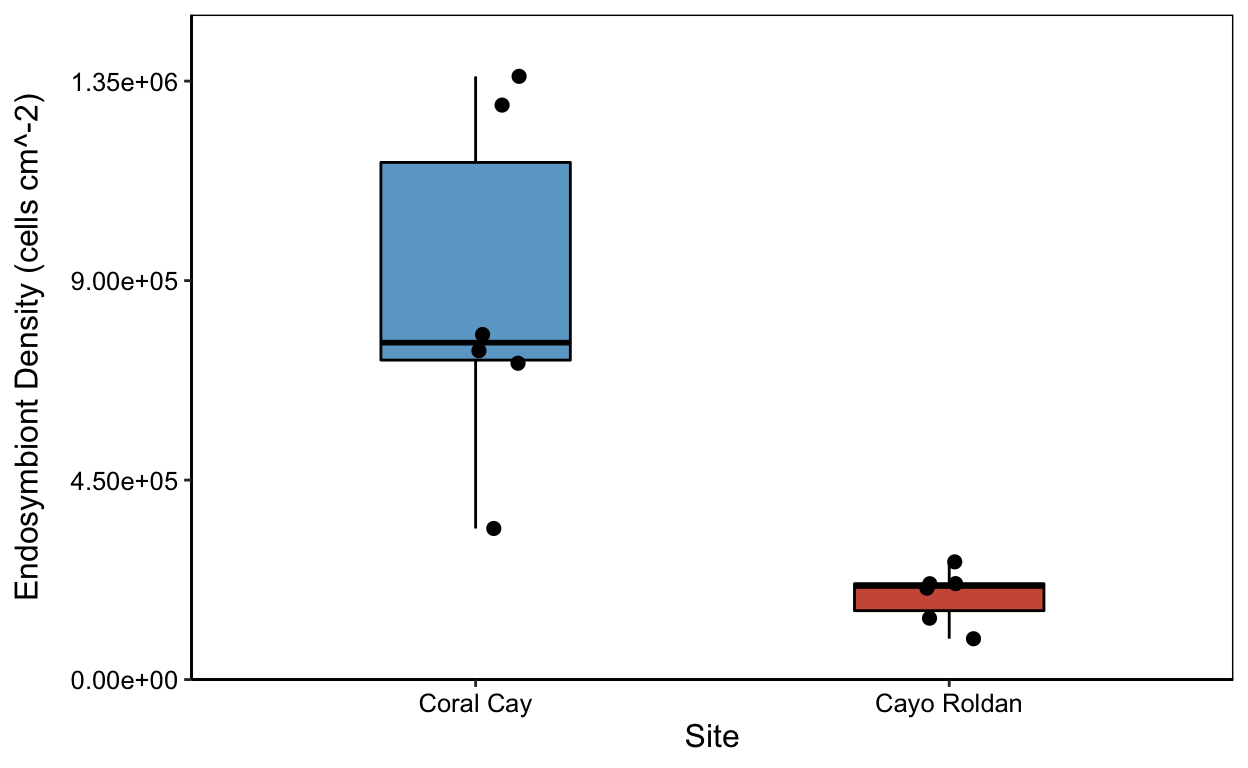 Endosymbiont Density (cells cm^-2)
1.35e+06
9.00e+05
4.50e+05
0.00e+00
Coral Cay
Cayo Roldan
Site